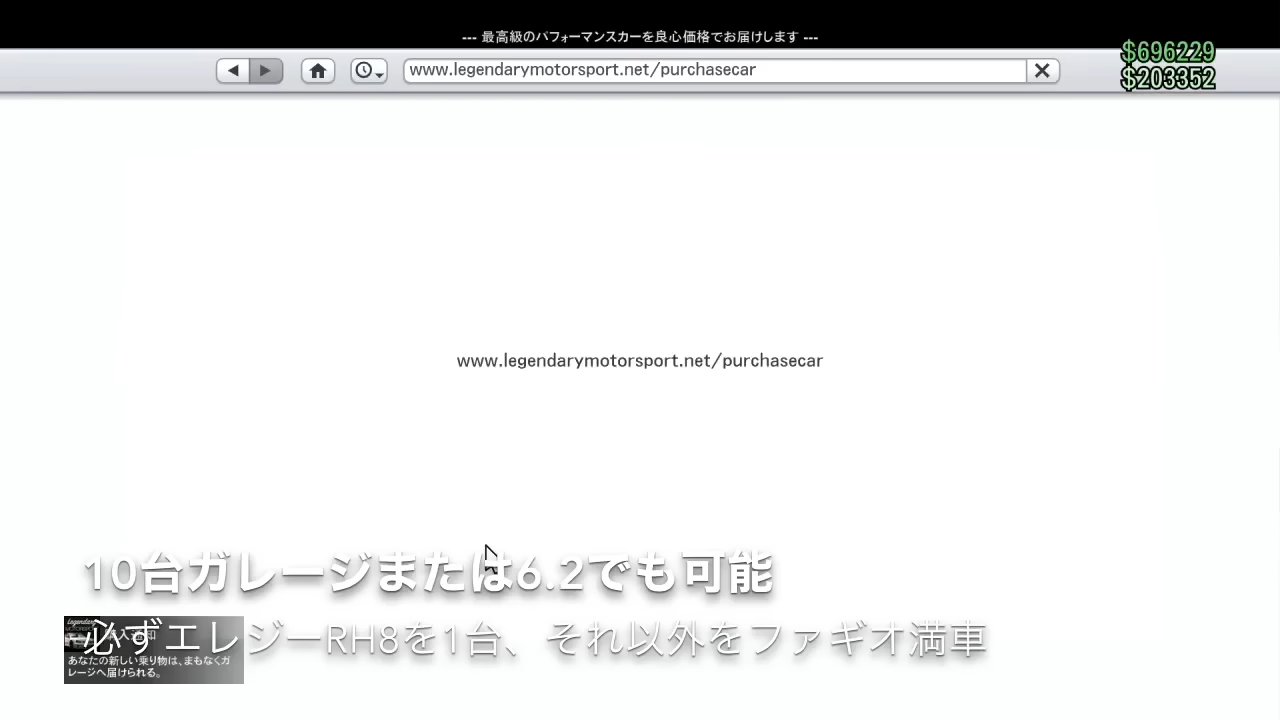 --- 最高級のパフォーマンスカーを良心価格でお届けします ---
www.legendarymotorsport.net/purchasecar
$696229
$203352
www.legendarymotorsport.net/purchasecar
10台ガレージまたは6.2でも可能
必ずエレジーRH8を1台、それ以外をファギオ満車
あなたの新しい乗り物は、まもなくガ
レージへ届けられる。